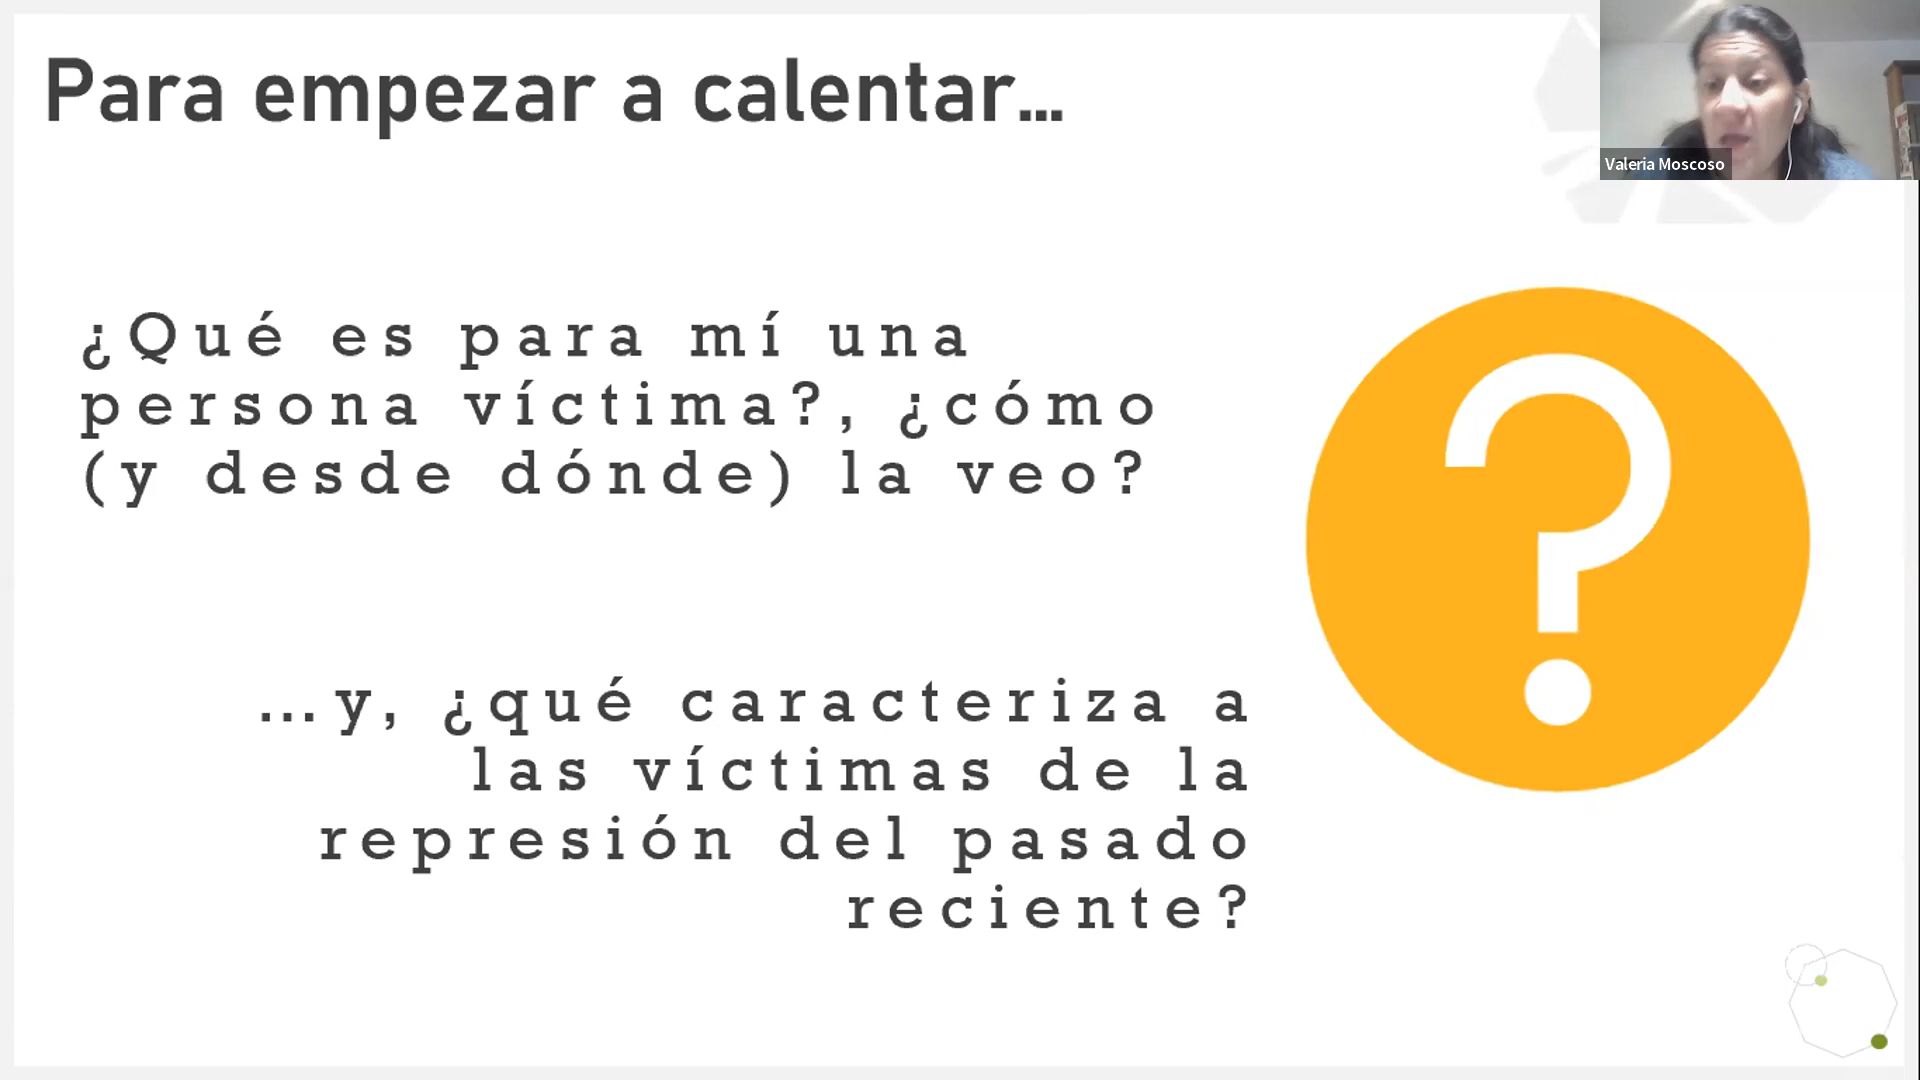 Para empezar a calentar...
Valeria Moscoso
¿Qué es para mí una
persona víctima?, ¿cómo
(y desde dónde) la veo?
...y, ¿qué caracteriza a
las víctimas de la
represión del pasado
reciente?